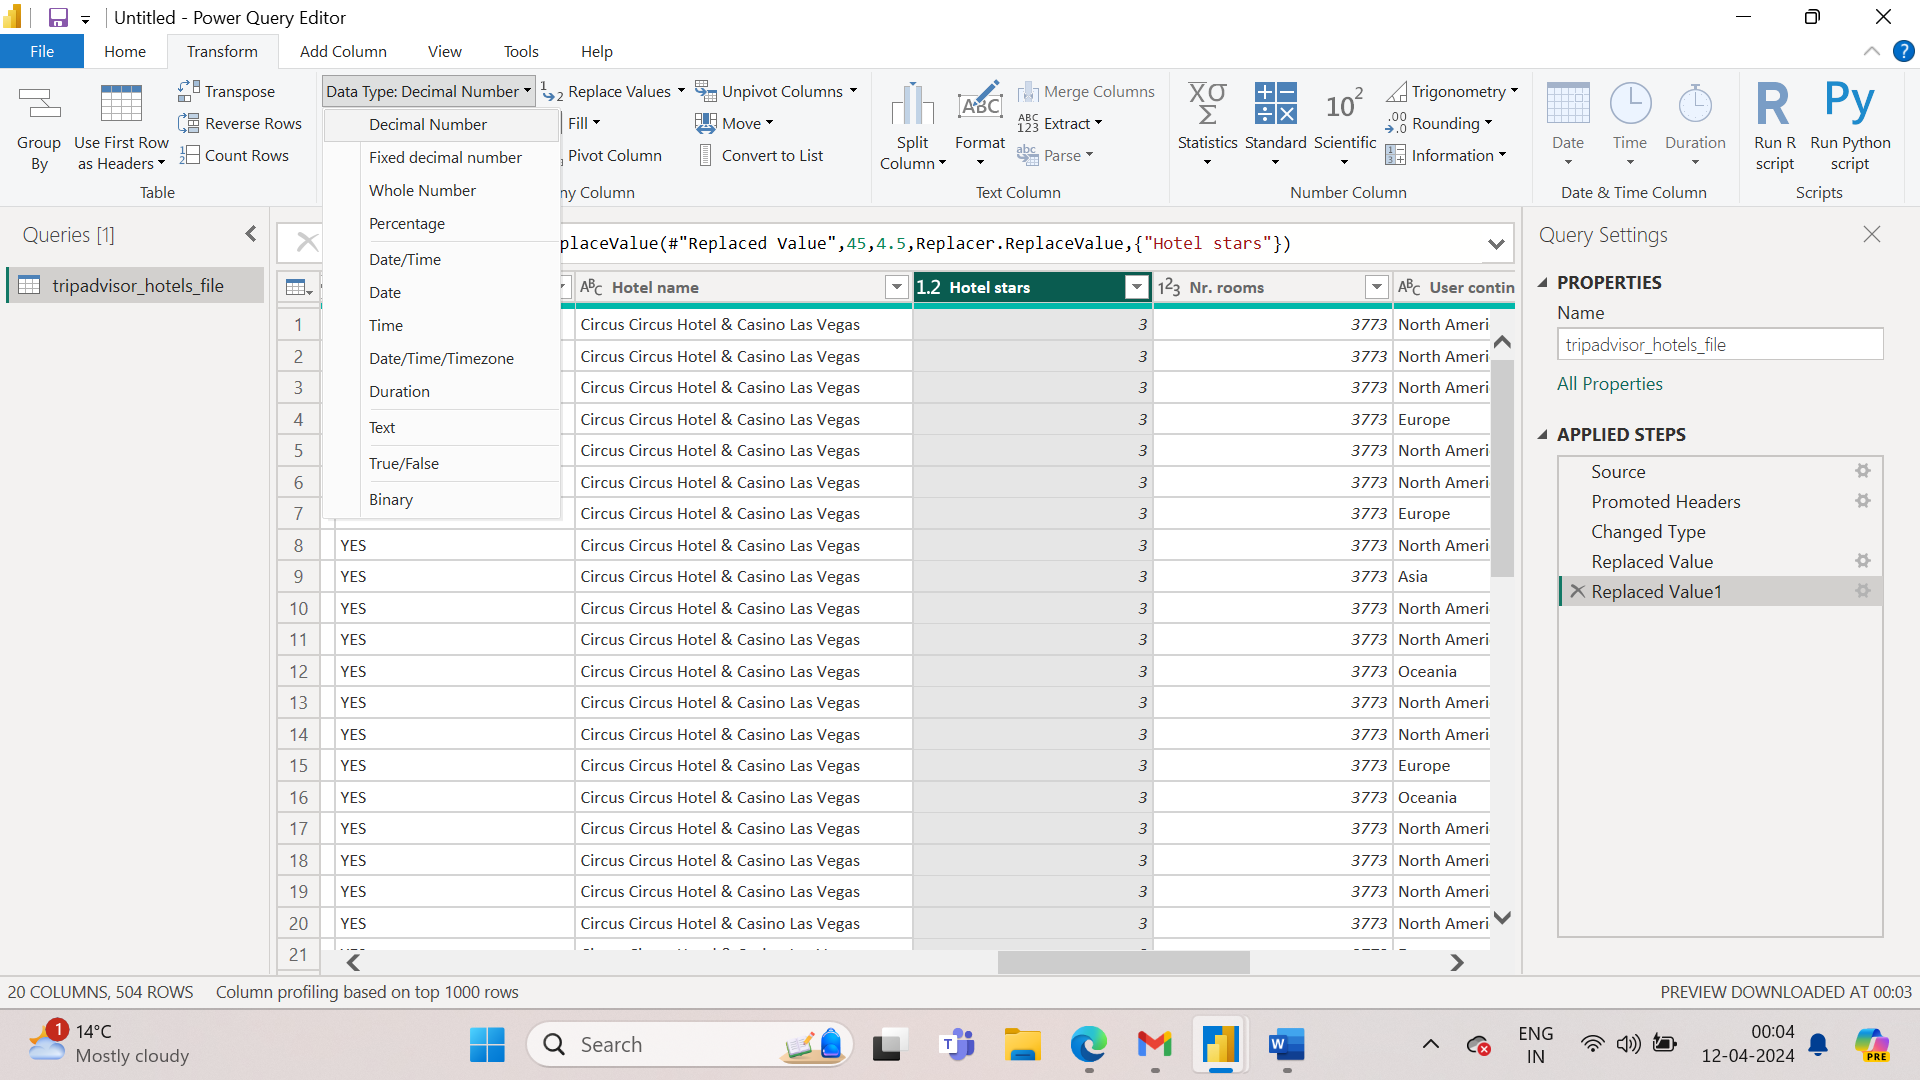 Untitled - Power Query Editor
File
Home
Transform
Add Column
View
Tools
Help
?
Group By
Use First Row as Headers
Transpose
Reverse Rows
Count Rows
Table
Data Type: Decimal Number
Decimal Number
Fixed decimal number
Whole Number
Percentage
Date/Time
Date
Time
Date/Time/Timezone
Duration
Text
True/False
Binary
1 2 Replace Values
Fill
Pivot Column
ny Column
Unpivot Columns
Move
Convert to List
Split Column
ABC
Format
Merge Columns
ABC 123 Extract
abc Parse
Text Column
XΟ Σ
Statistics
Standard
10²
Scientific
Trigonometry
.00 .0 Rounding
Information
Number Column
Date
Time
Duration
Date & Time Column
R
Run R script
Py
Run Python script
Scripts
Queries [1]
tripadvisor_hotels_file
placeValue(#"Replaced Value",45,4.5,Replacer.ReplaceValue,{"Hotel stars"})
ABC Hotel name 1.2 Hotel stars 123 Nr. rooms ABC User contin
1 Circus Circus Hotel & Casino Las Vegas 3 3773 North Ameri
2 Circus Circus Hotel & Casino Las Vegas 3 3773 North Ameri
3 Circus Circus Hotel & Casino Las Vegas 3 3773 North Ameri
4 Circus Circus Hotel & Casino Las Vegas 3 3773 Europe
5 Circus Circus Hotel & Casino Las Vegas 3 3773 North Ameri
6 Circus Circus Hotel & Casino Las Vegas 3 3773 North Ameri
7 Circus Circus Hotel & Casino Las Vegas 3 3773 Europe
8 YES Circus Circus Hotel & Casino Las Vegas 3 3773 North Ameri
9 YES Circus Circus Hotel & Casino Las Vegas 3 3773 Asia
10 YES Circus Circus Hotel & Casino Las Vegas 3 3773 North Ameri
11 YES Circus Circus Hotel & Casino Las Vegas 3 3773 North Ameri
12 YES Circus Circus Hotel & Casino Las Vegas 3 3773 Oceania
13 YES Circus Circus Hotel & Casino Las Vegas 3 3773 North Ameri
14 YES Circus Circus Hotel & Casino Las Vegas 3 3773 North Ameri
15 YES Circus Circus Hotel & Casino Las Vegas 3 3773 Europe
16 YES Circus Circus Hotel & Casino Las Vegas 3 3773 Oceania
17 YES Circus Circus Hotel & Casino Las Vegas 3 3773 North Ameri
18 YES Circus Circus Hotel & Casino Las Vegas 3 3773 North Ameri
19 YES Circus Circus Hotel & Casino Las Vegas 3 3773 North Ameri
20 YES Circus Circus Hotel & Casino Las Vegas 3 3773 North Ameri
21
Query Settings
PROPERTIES
Name
tripadvisor_hotels_file
All Properties
APPLIED STEPS
Source
Promoted Headers
Changed Type
Replaced Value
Replaced Value1
20 COLUMNS, 504 ROWS
Column profiling based on top 1000 rows
PREVIEW DOWNLOADED AT 00:03
1
14°C
Mostly cloudy
Search
T
W
ENG
IN
00:04
12-04-2024
PRE